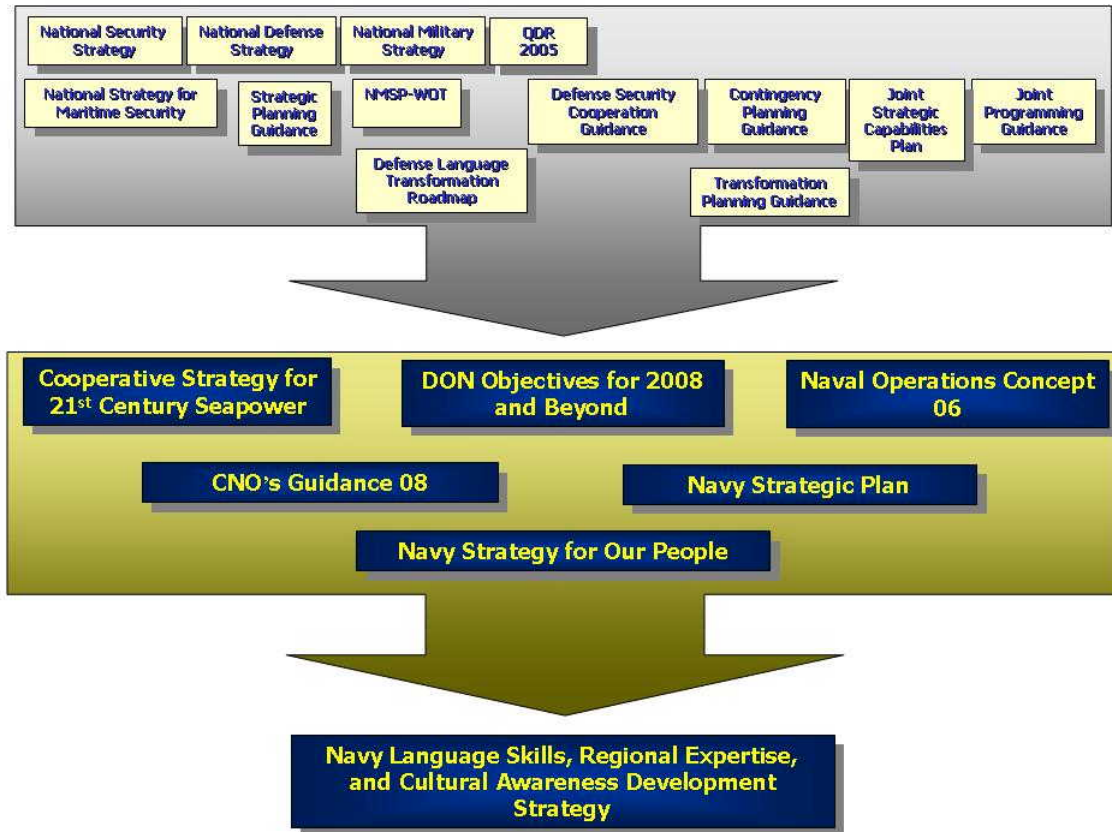 National Security
Strategy
National Defense
Strategy
National Military
Strategy
QDR
2005
National Strategy for
Maritime Security
Strategic
Planning
Guidance
NMSP-WOT
Defense Security
Cooperation
Guidance
Contingency
Planning
Guidance
Joint
Strategic
Capabilities
Plan
Joint
Programming
Guidance
Defense Language
Transformation
Roadmap
Transformation
Planning Guidance
Cooperative Strategy for
21st Century Seapower
DON Objectives for 2008
and Beyond
Naval Operations Concept
06
CNO's Guidance 08
Navy Strategic Plan
Navy Strategy for Our People
Navy Language Skills, Regional Expertise,
and Cultural Awareness Development
Strategy